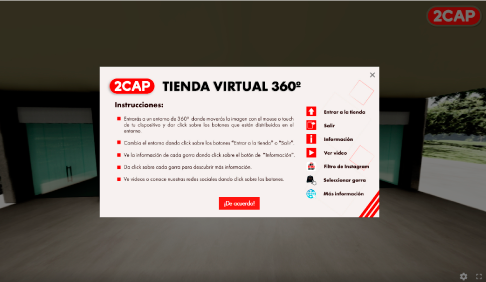 2CAP
2CAP TIENDA VIRTUAL 360º
Instrucciones:
Entrarás a un entorno de 360º donde moverás la imagen con el mouse o touch
de tu dispositivo y dar click sobre los botones que están distribuidos en el
entorno.
Cambia el entorno dando click sobre los botones "Entrar a la tienda" o "Salir".
Ve la información de cada gorra dando click sobre el botón de "Información".
Da click sobre cada gorra para descubrir más información.
Ve videos o conoce nuestras redes sociales dando click sobre los botones.
Entrar a la tienda
Salir
Información
Ver video
Filtro de Instagram
Seleccionar gorra
Más información
¡De acuerdo!